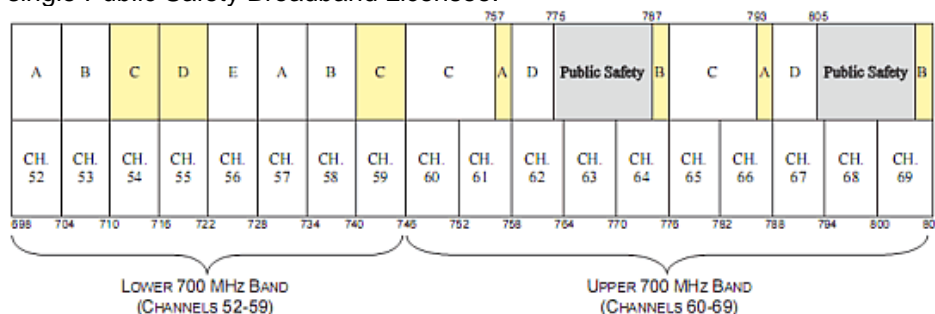 single Public Safety Broadband Licensee.
757 775 787 793 805
A B C D E A B C C A D Public Safety B C A D Public Safety B
CH. CH. CH. CH. CH. CH. CH. CH. CH. CH. CH. CH. CH. CH. CH. CH. CH. CH.
52 53 54 55 56 57 58 59 60 61 62 63 64 65 66 67 68 69
698 704 710 716 722 728 734 740 746 752 758 764 770 776 782 788 794 800 80
LOWER 700 MHZ BAND UPPER 700 MHZ BAND
(CHANNELS 52-59) (CHANNELS 60-69)